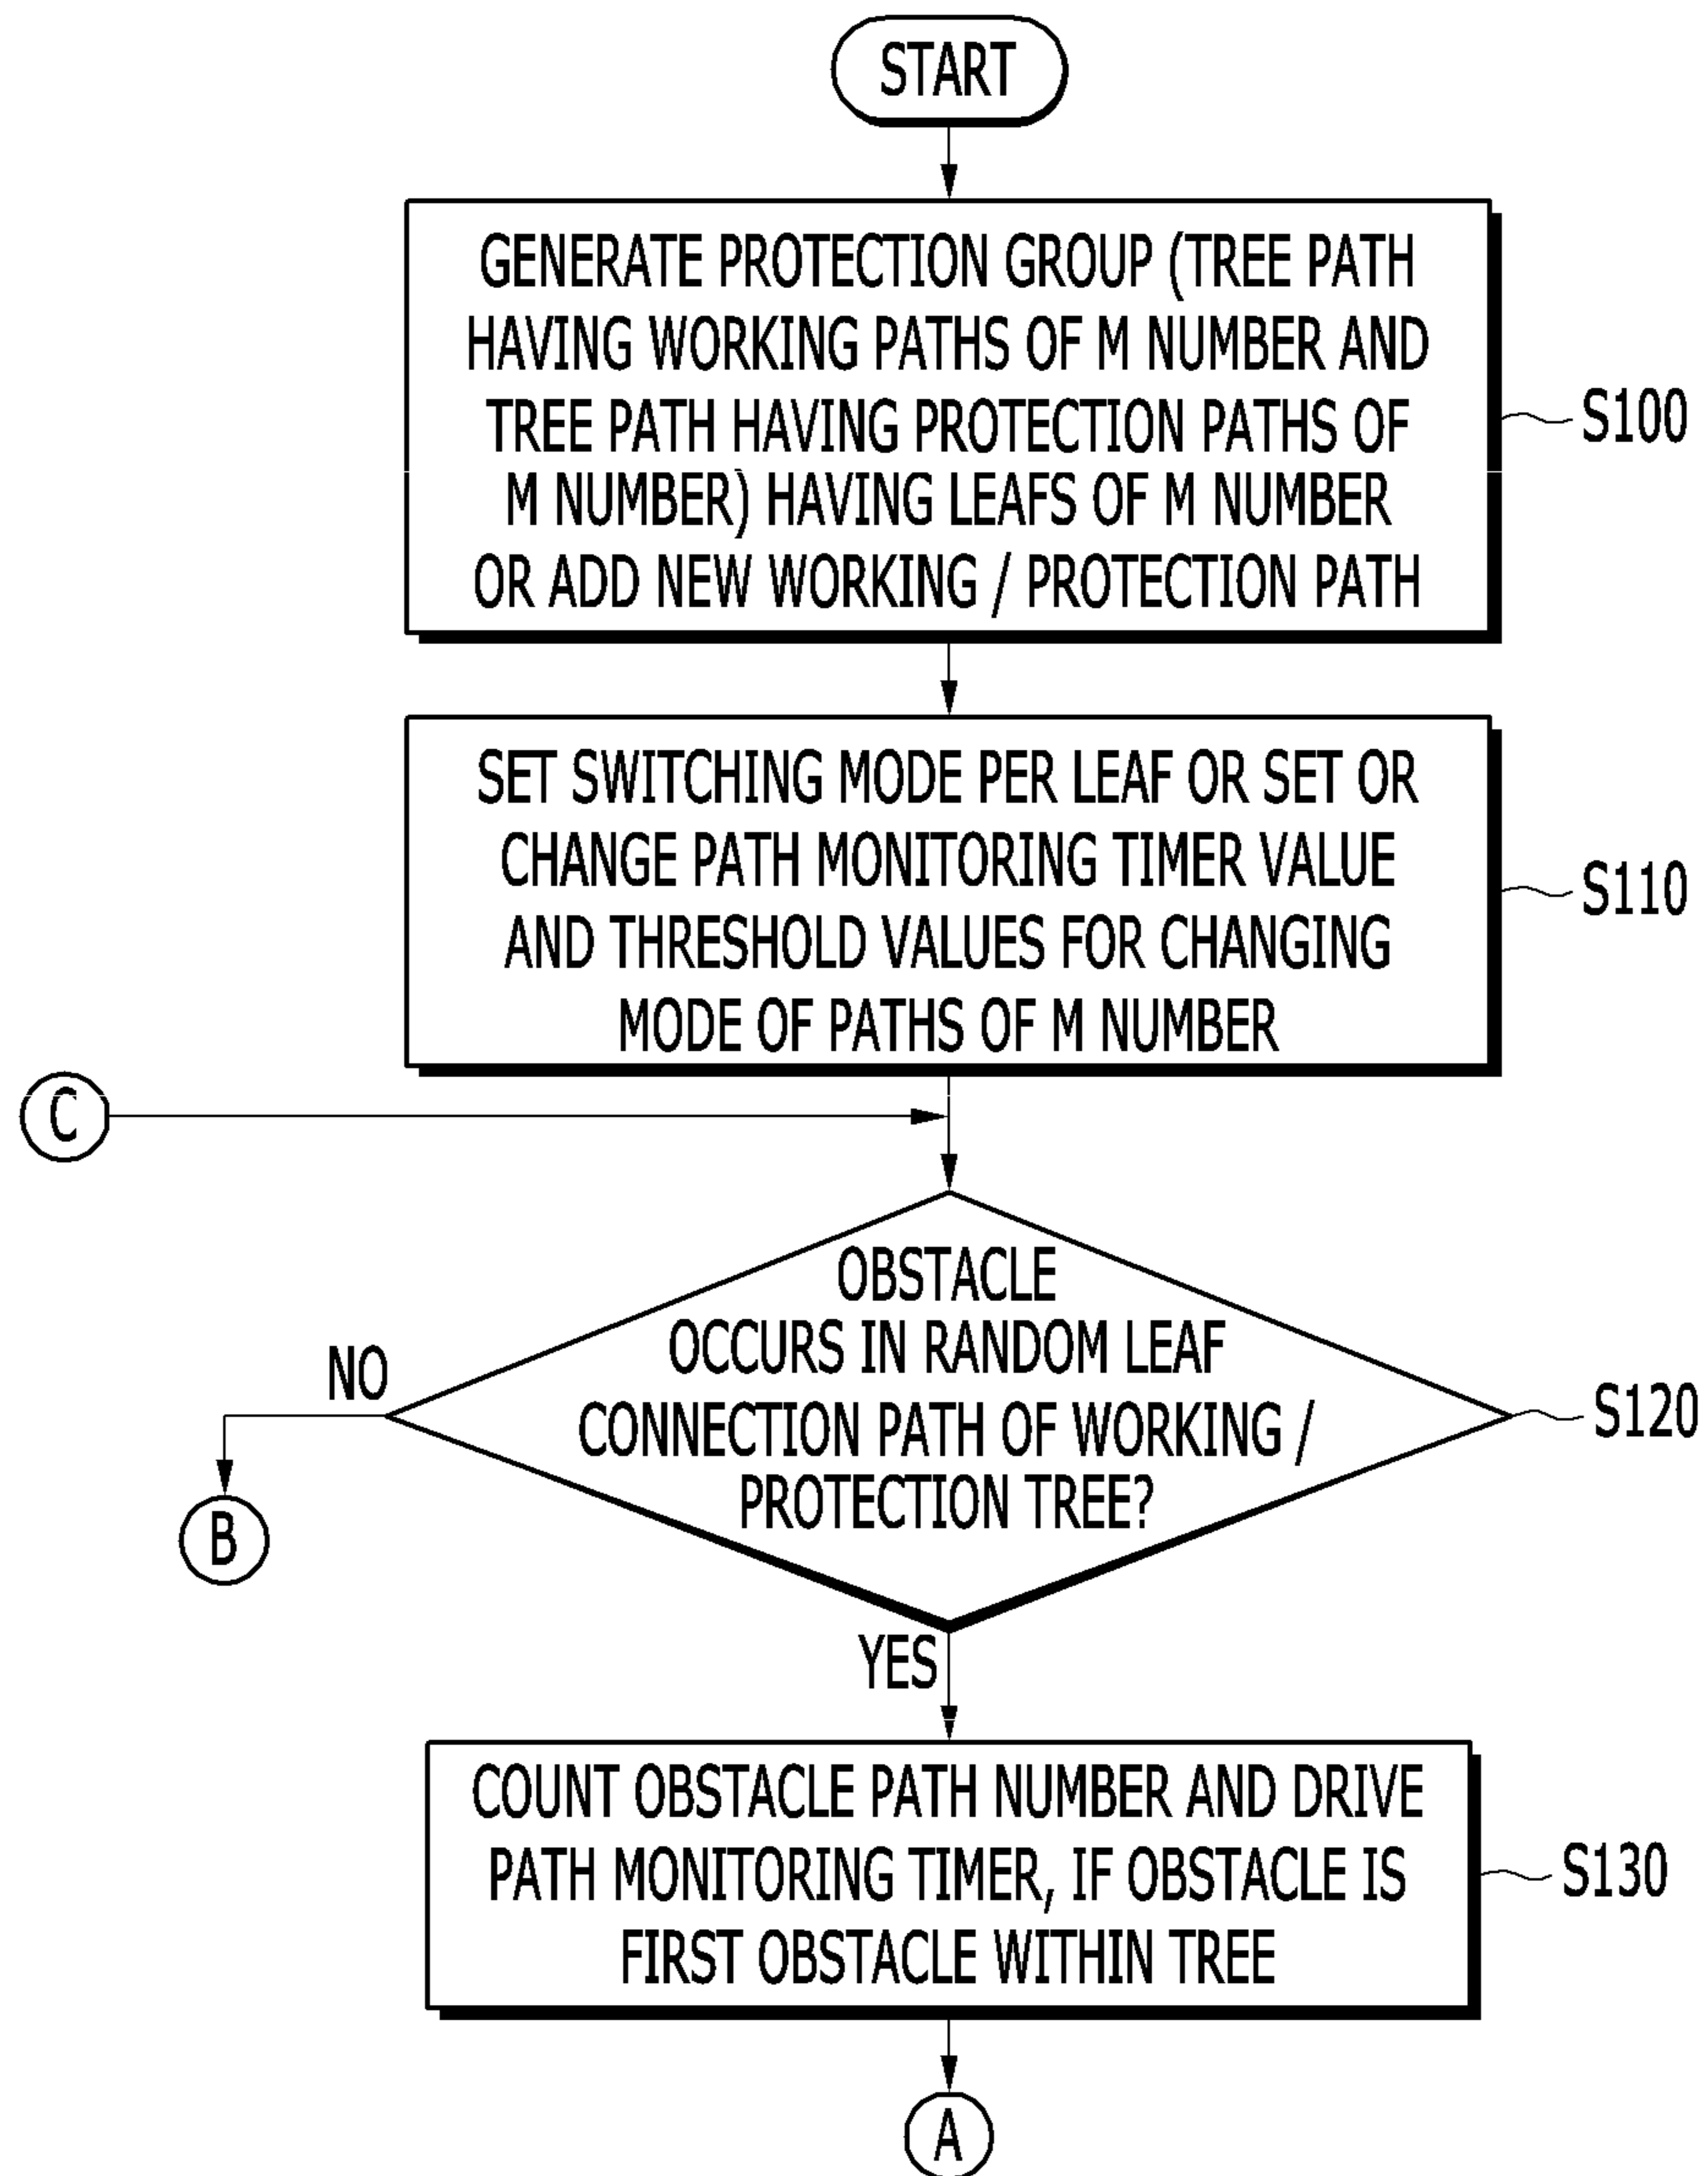 START
GENERATE PROTECTION GROUP (TREE PATH
HAVING WORKING PATHS OF M NUMBER AND
TREE PATH HAVING PROTECTION PATHS OF
M NUMBER) HAVING LEAFS OF M NUMBER
OR ADD NEW WORKING / PROTECTION PATH
S100
SET SWITCHING MODE PER LEAF OR SET OR
CHANGE PATH MONITORING TIMER VALUE
AND THRESHOLD VALUES FOR CHANGING
MODE OF PATHS OF M NUMBER
S110
C
OBSTACLE
OCCURS IN RANDOM LEAF
CONNECTION PATH OF WORKING /
PROTECTION TREE?
S120
NO
B
YES
COUNT OBSTACLE PATH NUMBER AND DRIVE
PATH MONITORING TIMER, IF OBSTACLE IS
FIRST OBSTACLE WITHIN TREE
S130
A